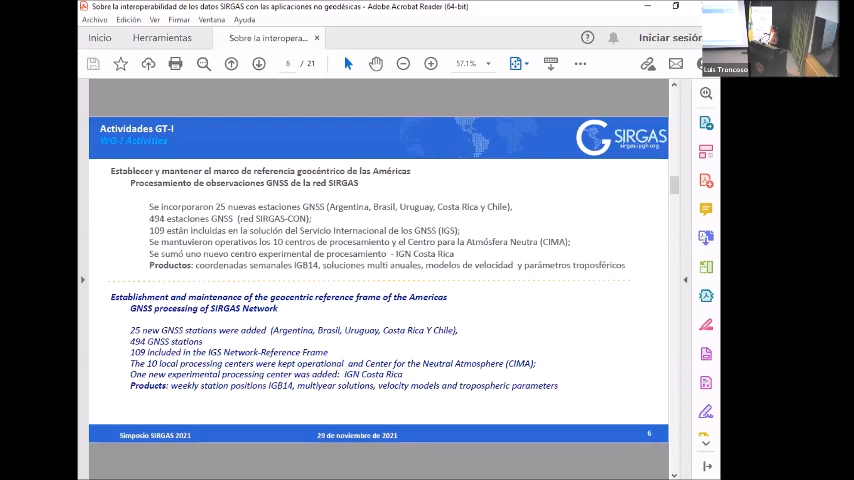 Sobre la interoperabilidad de los datos SIRGAS con las aplicaciones no geodésicas - Adobe Acrobat Reader (64-bit)
Archivo Edición Ver Firmar Ventana Ayuda
Inicio Herramientas Sobre la interopera... × Iniciar sesión
6 / 21 57.1%
Luis Troncoso
Actividades GT-I
WG-I Activities
SIRGAS
sirgas.ipgh.org
Establecer y mantener el marco de referencia geocéntrico de las Américas
Procesamiento de observaciones GNSS de la red SIRGAS
Se incorporaron 25 nuevas estaciones GNSS (Argentina, Brasil, Uruguay, Costa Rica y Chile),
494 estaciones GNSS (red SIRGAS-CON);
109 están incluidas en la solución del Servicio Internacional de los GNSS (IGS);
Se mantuvieron operativos los 10 centros de procesamiento y el Centro para la Atmósfera Neutra (CIMA);
Se sumó uno nuevo centro experimental de procesamiento - IGN Costa Rica
Productos: coordenadas semanales IGB14, soluciones multi anuales, modelos de velocidad y parámetros troposféricos
Establishment and maintenance of the geocentric reference frame of the Americas
GNSS processing of SIRGAS Network
25 new GNSS stations were added (Argentina, Brasil, Uruguay, Costa Rica Y Chile),
494 GNSS stations
109 included in the IGS Network-Reference Frame
The 10 local processing centers were kept operational and Center for the Neutral Atmosphere (CIMA);
One new experimental processing center was added: IGN Costa Rica
Products: weekly station positions IGB14, multiyear solutions, velocity models and tropospheric parameters
Simposio SIRGAS 2021 29 de noviembre de 2021 6